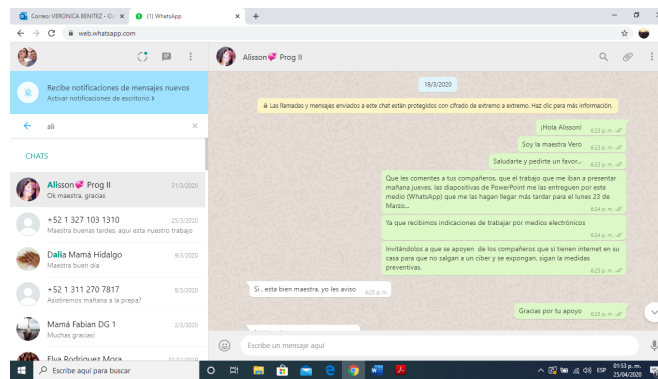 Correo: VERONICA BENITEZ - Cu
(1) WhatsApp
web.whatsapp.com
Alisson Prog II
Recibe notificaciones de mensajes nuevos
Activar notificaciones de escritorio >
ali
CHATS
Alisson Prog II
31/3/2020
Ok maestra, gracias
+52 1 327 103 1310
25/3/2020
Maestra buenas tardes, aqui esta nuestro trabajo
Dalia Mamá Hidalgo
9/3/2020
Maestra buen día
+52 1 311 270 7817
8/3/2020
Asistiremos mañana a la prepa?
Mamá Fabian DG 1
2/3/2020
Muchas gracias!
Elva Rodriguez Mora
31/12/2019
18/3/2020
Las llamadas y mensajes enviados a este chat están protegidos con cifrado de extremo a extremo. Haz clic para más
información.
¡Hola Alisson!
6:23 p. m.
Soy la maestra Vero
6:23 p. m.
Saludarte y pedirte un favor...
6:23 p. m.
Que les comentes a tus compañeros, que el trabajo que me iban a presentar
mañana jueves, las diapositivas de PowerPoint me las entreguen por este
medio (WhatsApp) que me las hagan llegar más tardar para el lunes 23 de
Marzo...
6:24 p. m.
Ya que recibimos indicaciones de trabajar por medios electrónicos
6:24 p. m.
Invitándolos a que se apoyen de los compañeros que sí tienen internet en su
casa para que no salgan a un ciber y se expongan, sigan la medidas
preventivas.
6:25 p. m.
Si , esta bien maestra, yo les aviso
6:25 p. m.
Gracias por tu apoyo
6:25 p. m.
Escribe un mensaje aquí
Escribe aquí para buscar
ESP
01:53 p. m.
25/04/2020